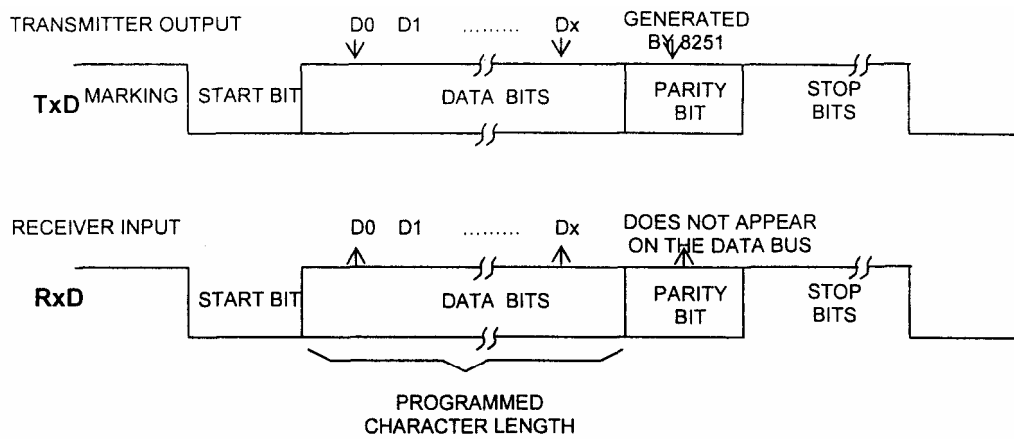 TRANSMITTER OUTPUT
D0 D1 ......... Dx
GENERATED
BY 8251
TxD
MARKING
START BIT
DATA BITS
PARITY
BIT
STOP
BITS
RECEIVER INPUT
D0 D1 ......... Dx
DOES NOT APPEAR
ON THE DATA BUS
RxD
START BIT
DATA BITS
PARITY
BIT
STOP
BITS
PROGRAMMED
CHARACTER LENGTH